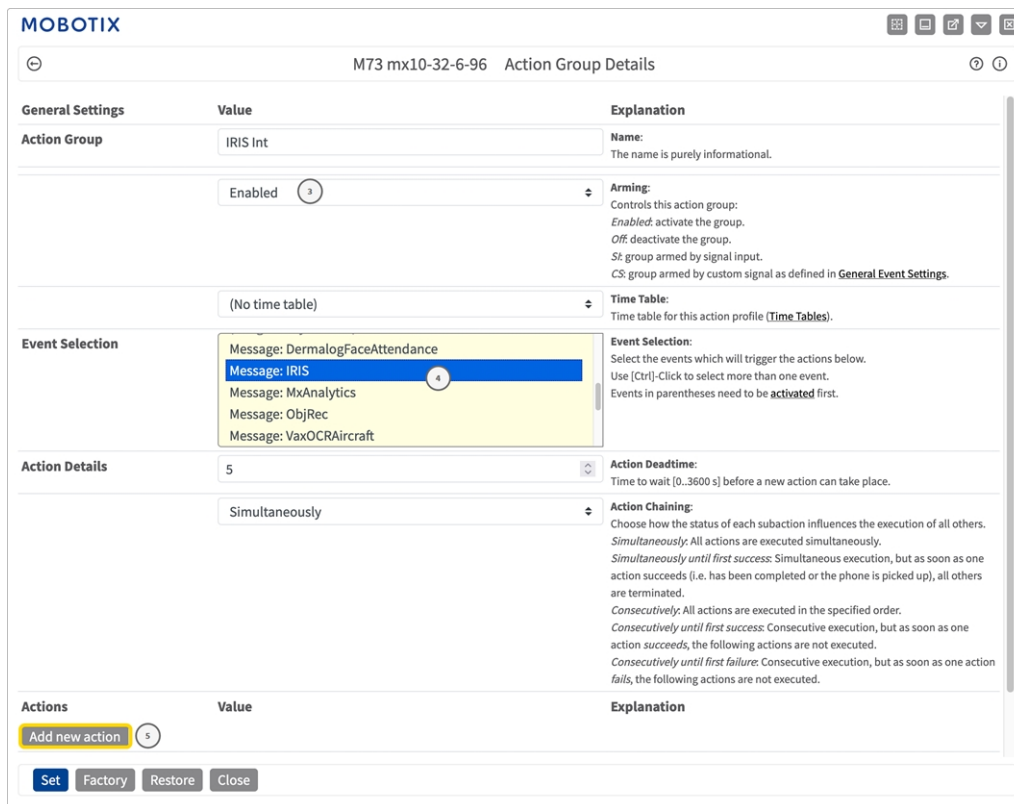 MOBOTIX
M73 mx10-32-6-96 Action Group Details
General Settings Value Explanation
Action Group IRIS Int Name:
The name is purely informational.
Enabled 3 Arming:
Controls this action group:
Enabled: activate the group.
Off: deactivate the group.
SI: group armed by signal input.
CS: group armed by custom signal as defined in General Event Settings.
(No time table) Time Table:
Time table for this action profile (Time Tables).
Event Selection Event Selection:
Message: DermalogFaceAttendance Select the events which will trigger the actions below.
Message: IRIS 4 Use [Ctrl]-Click to select more than one event.
Message: MxAnalytics Events in parentheses need to be activated first.
Message: ObjRec
Message: VaxOCRAircraft
Action Details 5 Action Deadtime:
Time to wait [0..3600 s] before a new action can take place.
Simultaneously Action Chaining:
Choose how the status of each subaction influences the execution of all others.
Simultaneously: All actions are executed simultaneously.
Simultaneously until first success: Simultaneous execution, but as soon as one
action succeeds (i.e. has been completed or the phone is picked up), all others
are terminated.
Consecutively: All actions are executed in the specified order.
Consecutively until first success: Consecutive execution, but as soon as one
action succeeds, the following actions are not executed.
Consecutively until first failure: Consecutive execution, but as soon as one action
fails, the following actions are not executed.
Actions Value Explanation
Add new action 5
Set Factory Restore Close